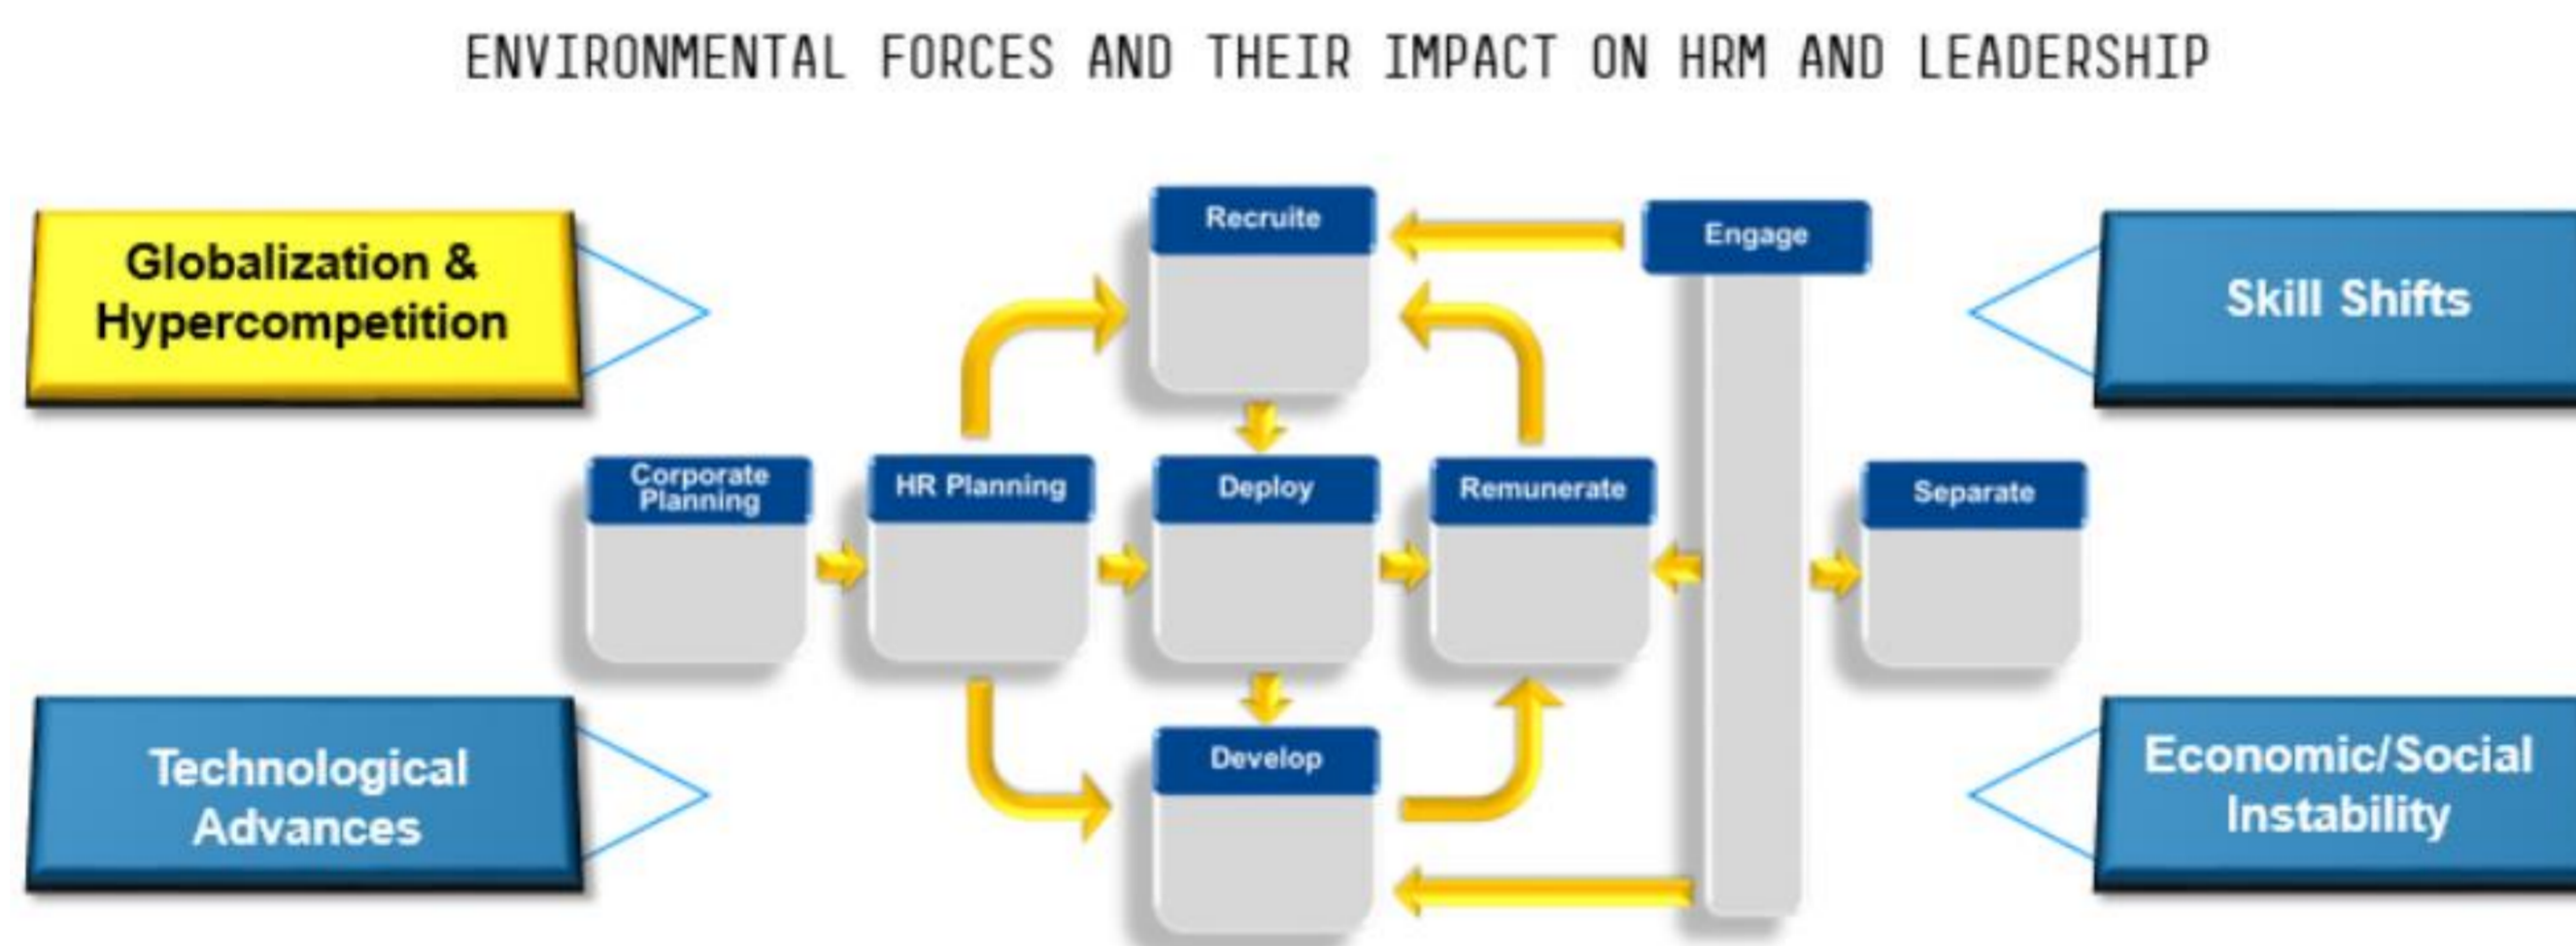 ENVIRONMENTAL FORCES AND THEIR IMPACT ON HRM AND LEADERSHIP
Globalization &
Hypercompetition
Recruite
Engage
Skill Shifts
Corporate
Planning
HR Planning
Deploy
Remunerate
Separate
Technological
Advances
Develop
Economic/Social
Instability